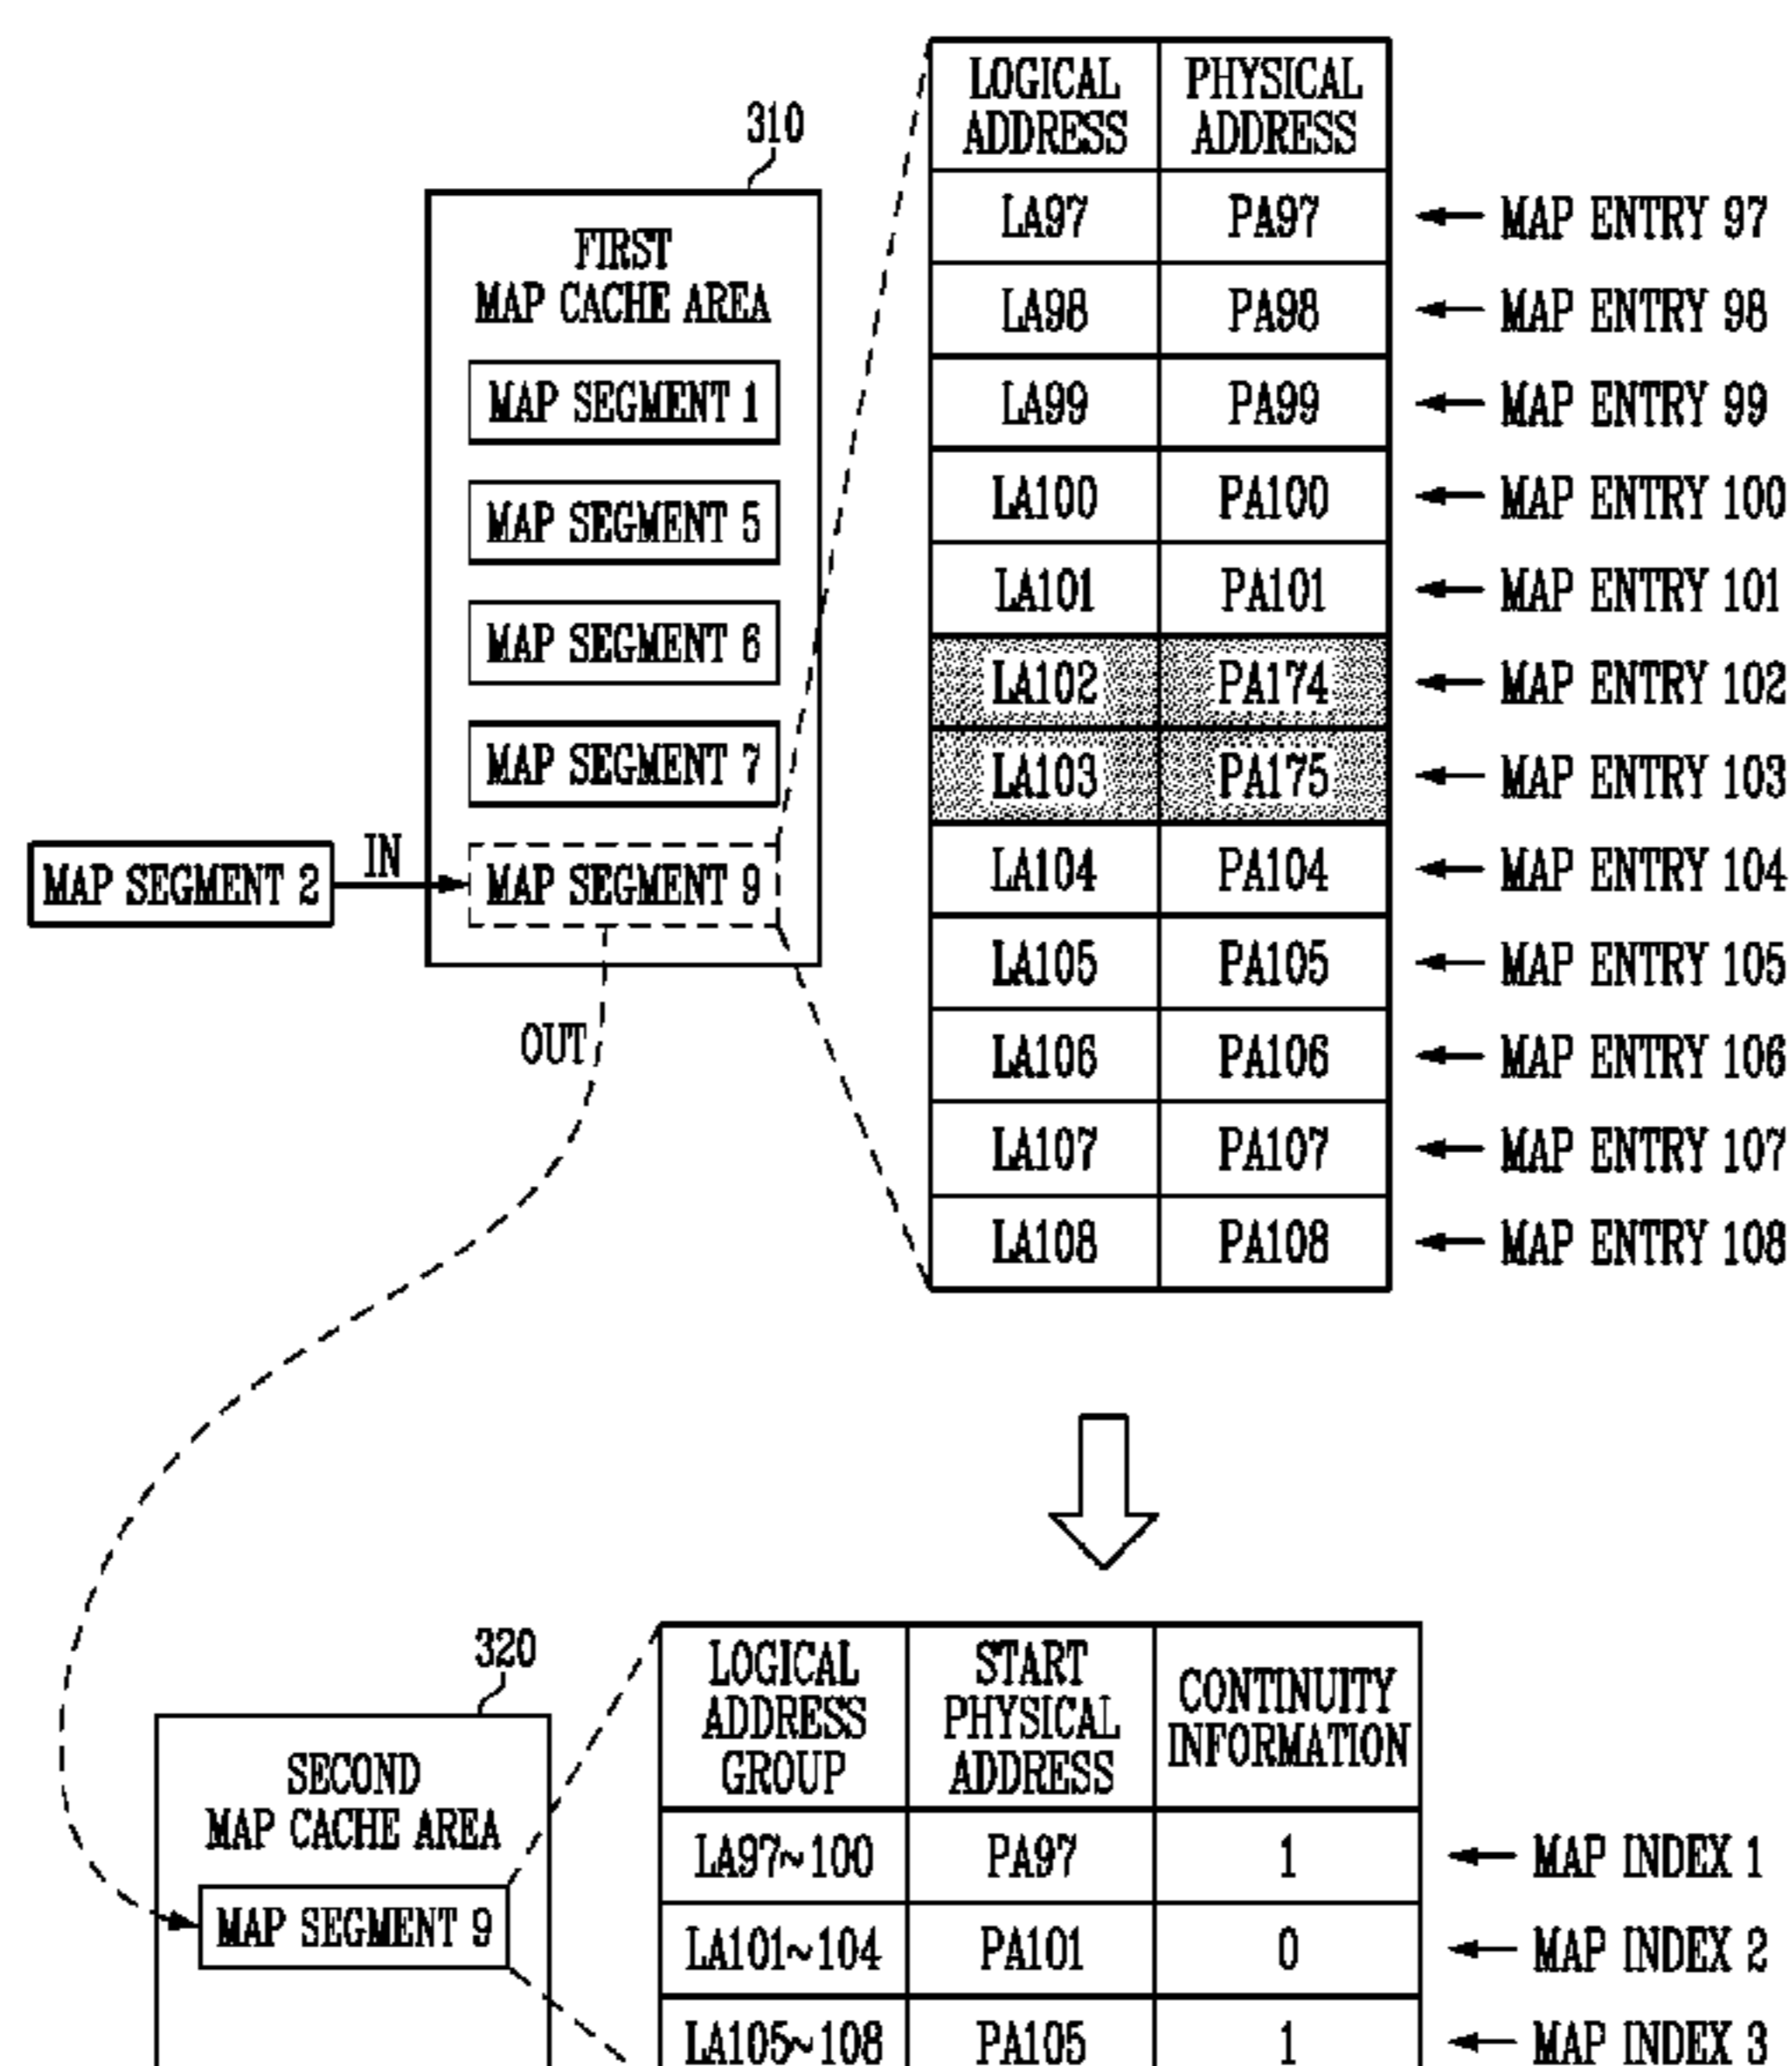 310
FIRST
MAP CACHE AREA
MAP SEGMENT 1
MAP SEGMENT 5
MAP SEGMENT 6
MAP SEGMENT 7
MAP SEGMENT 2
IN
MAP SEGMENT 9
OUT
LOGICAL ADDRESS
PHYSICAL ADDRESS
LA97 PA97 MAP ENTRY 97
LA98 PA98 MAP ENTRY 98
LA99 PA99 MAP ENTRY 99
LA100 PA100 MAP ENTRY 100
LA101 PA101 MAP ENTRY 101
LA102 PA174 MAP ENTRY 102
LA103 PA175 MAP ENTRY 103
LA104 PA104 MAP ENTRY 104
LA105 PA105 MAP ENTRY 105
LA106 PA106 MAP ENTRY 106
LA107 PA107 MAP ENTRY 107
LA108 PA108 MAP ENTRY 108
320
SECOND
MAP CACHE AREA
MAP SEGMENT 9
LOGICAL ADDRESS GROUP
START PHYSICAL ADDRESS
CONTINUITY INFORMATION
LA97~100 PA97 1 MAP INDEX 1
LA101~104 PA101 0 MAP INDEX 2
LA105~108 PA105 1 MAP INDEX 3